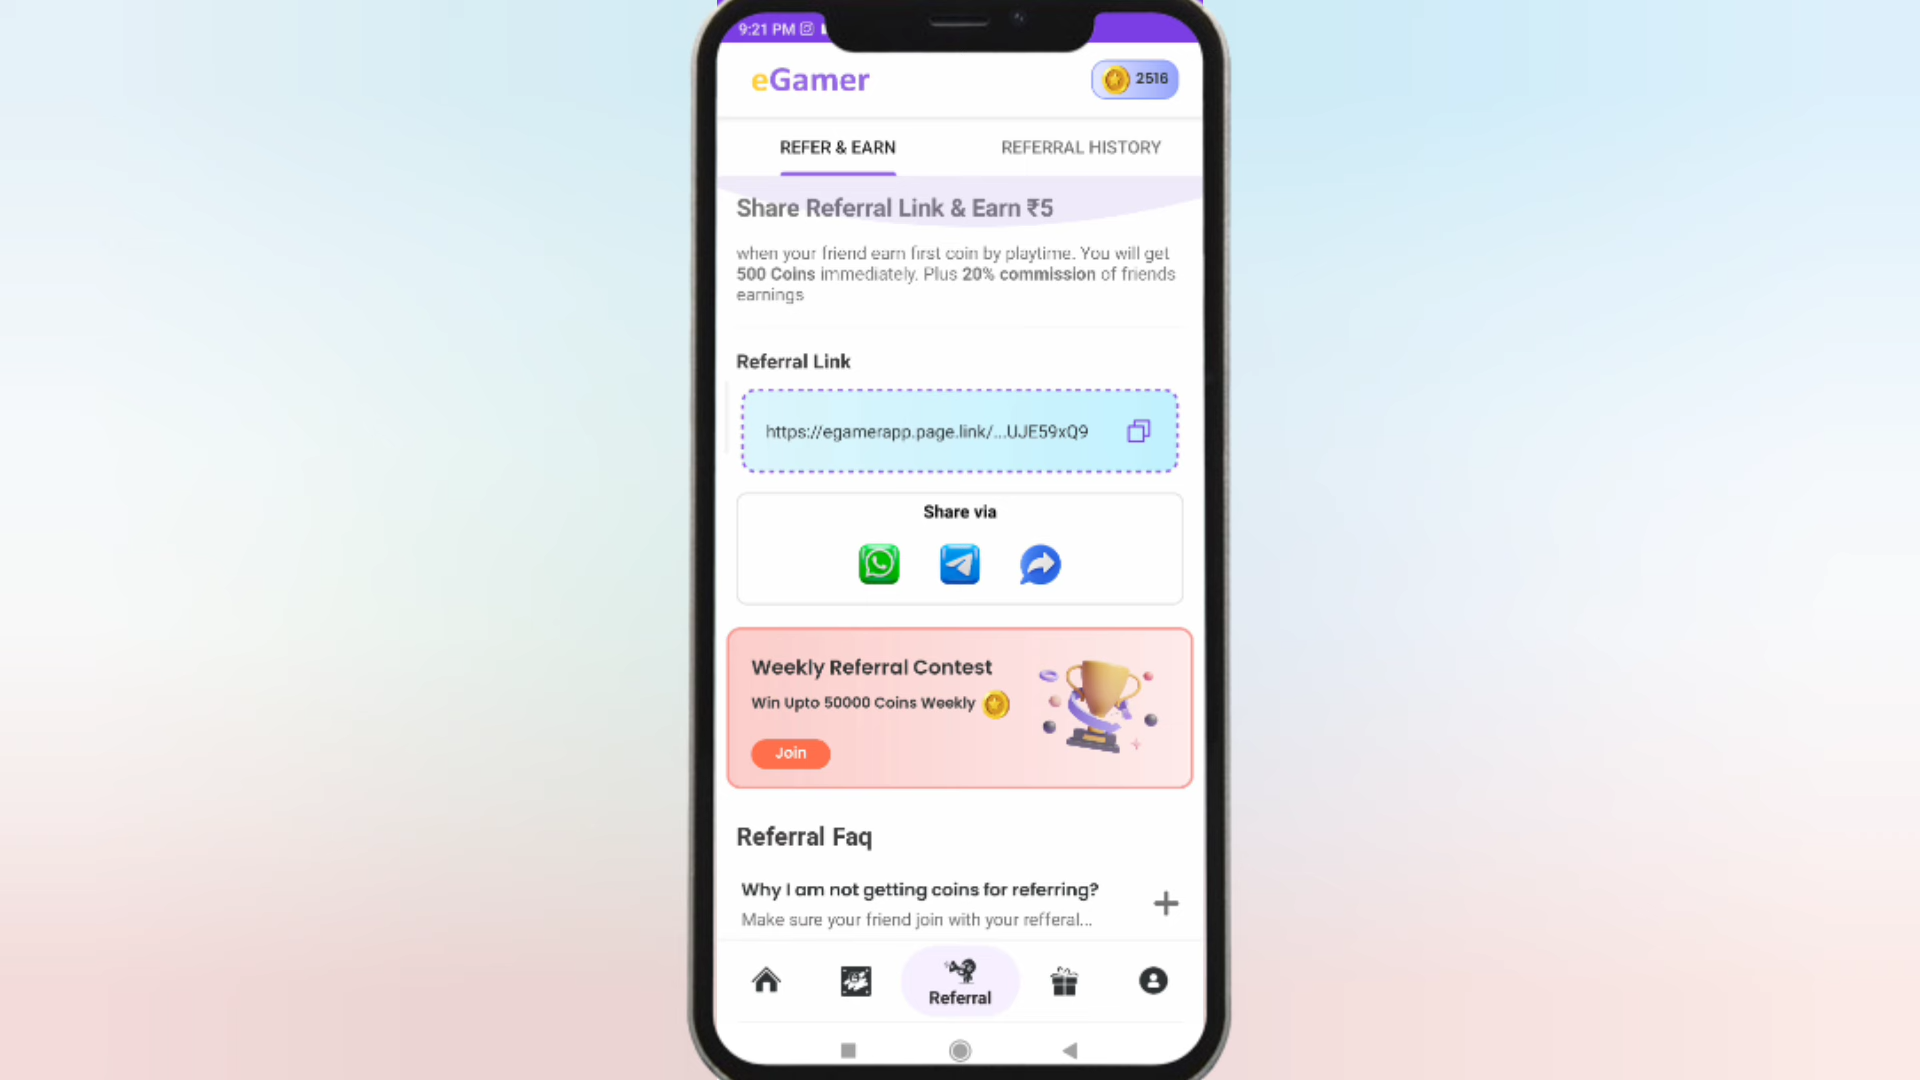 9:21 PM
eGamer
2516
REFER & EARN
REFERRAL HISTORY
Share Referral Link & Earn ₹5
when your friend earn first coin by playtime. You will get
500 Coins immediately. Plus 20% commission of friends
earnings
Referral Link
https://egamerapp.page.link/...UJE59xQ9
Share via
Weekly Referral Contest
Win Upto 50000 Coins Weekly
Join
Referral Faq
Why I am not getting coins for referring?
Make sure your friend join with your refferal...
Referral